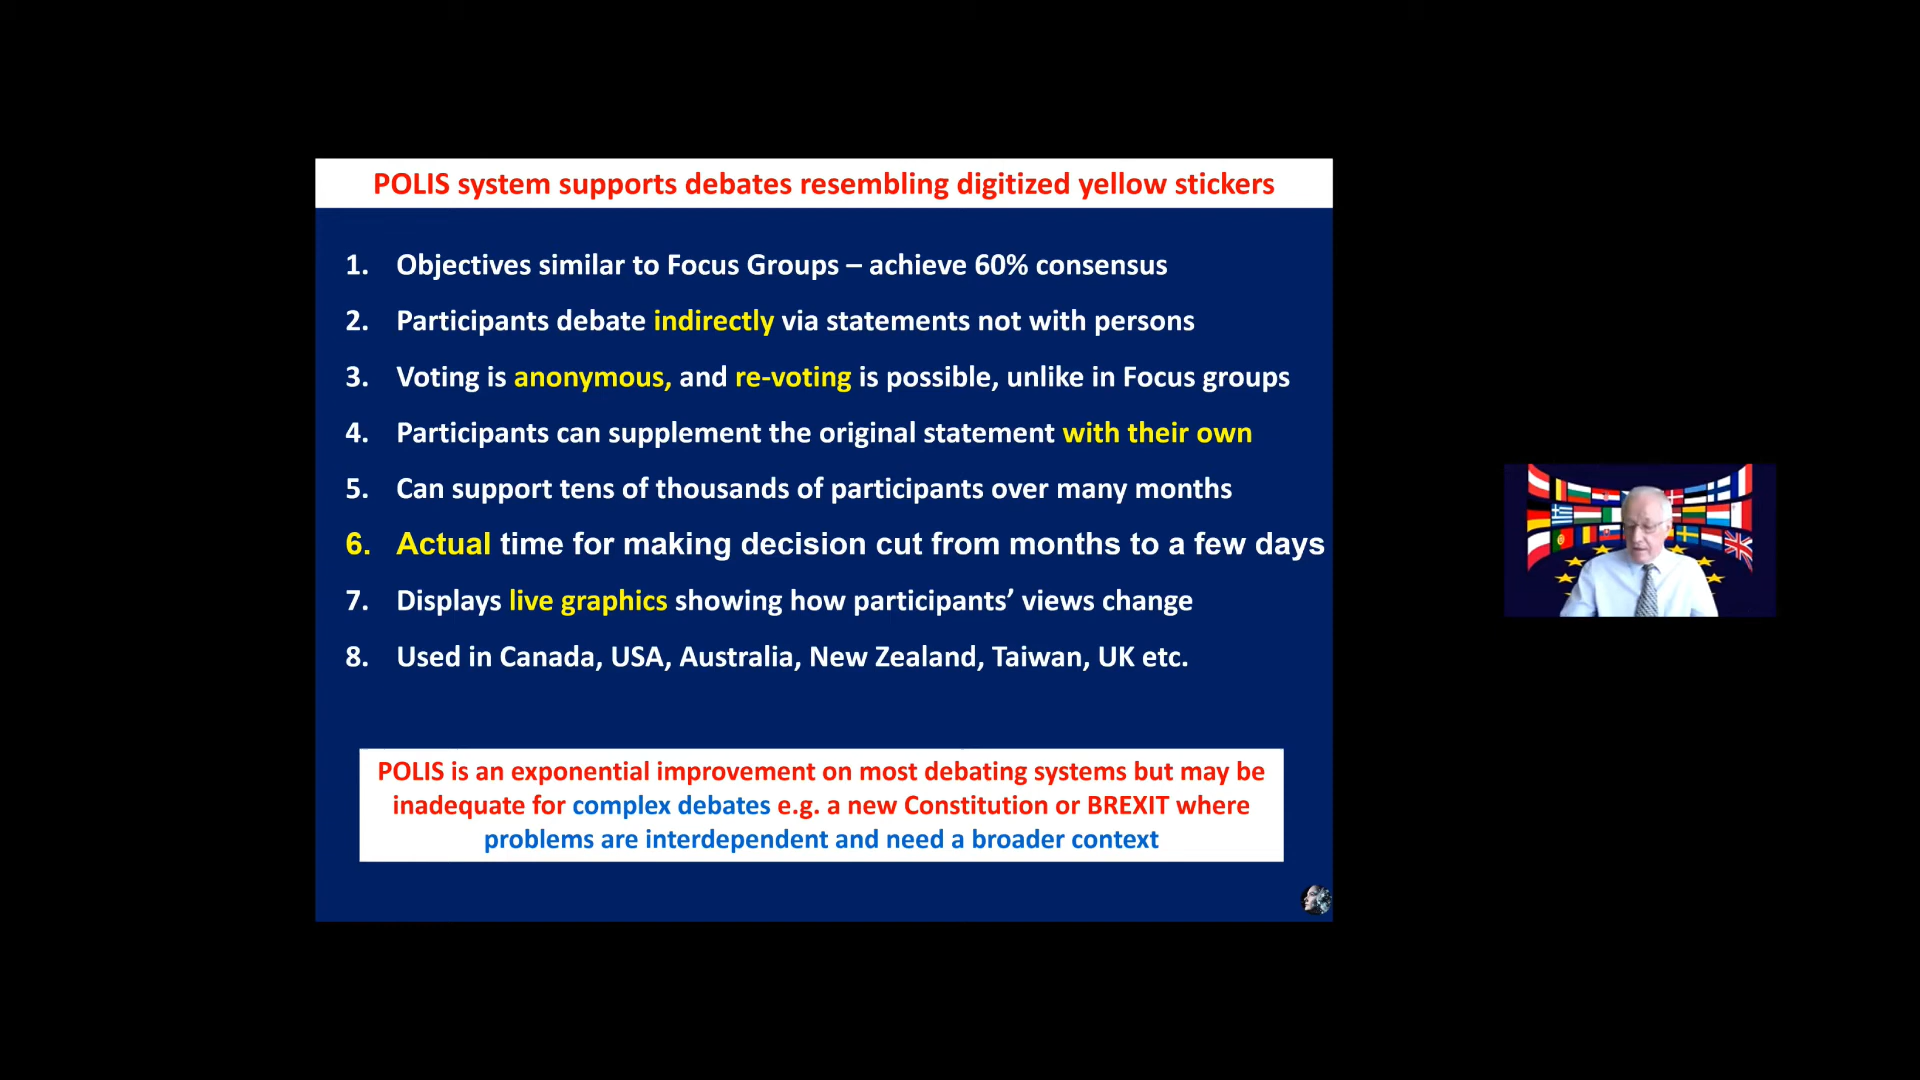 POLIS system supports debates resembling digitized yellow stickers
1. Objectives similar to Focus Groups – achieve 60% consensus
2. Participants debate indirectly via statements not with persons
3. Voting is anonymous, and re-voting is possible, unlike in Focus groups
4. Participants can supplement the original statement with their own
5. Can support tens of thousands of participants over many months
6. Actual time for making decision cut from months to a few days
7. Displays live graphics showing how participants’ views change
8. Used in Canada, USA, Australia, New Zealand, Taiwan, UK etc.
POLIS is an exponential improvement on most debating systems but may be
inadequate for complex debates e.g. a new Constitution or BREXIT where
problems are interdependent and need a broader context